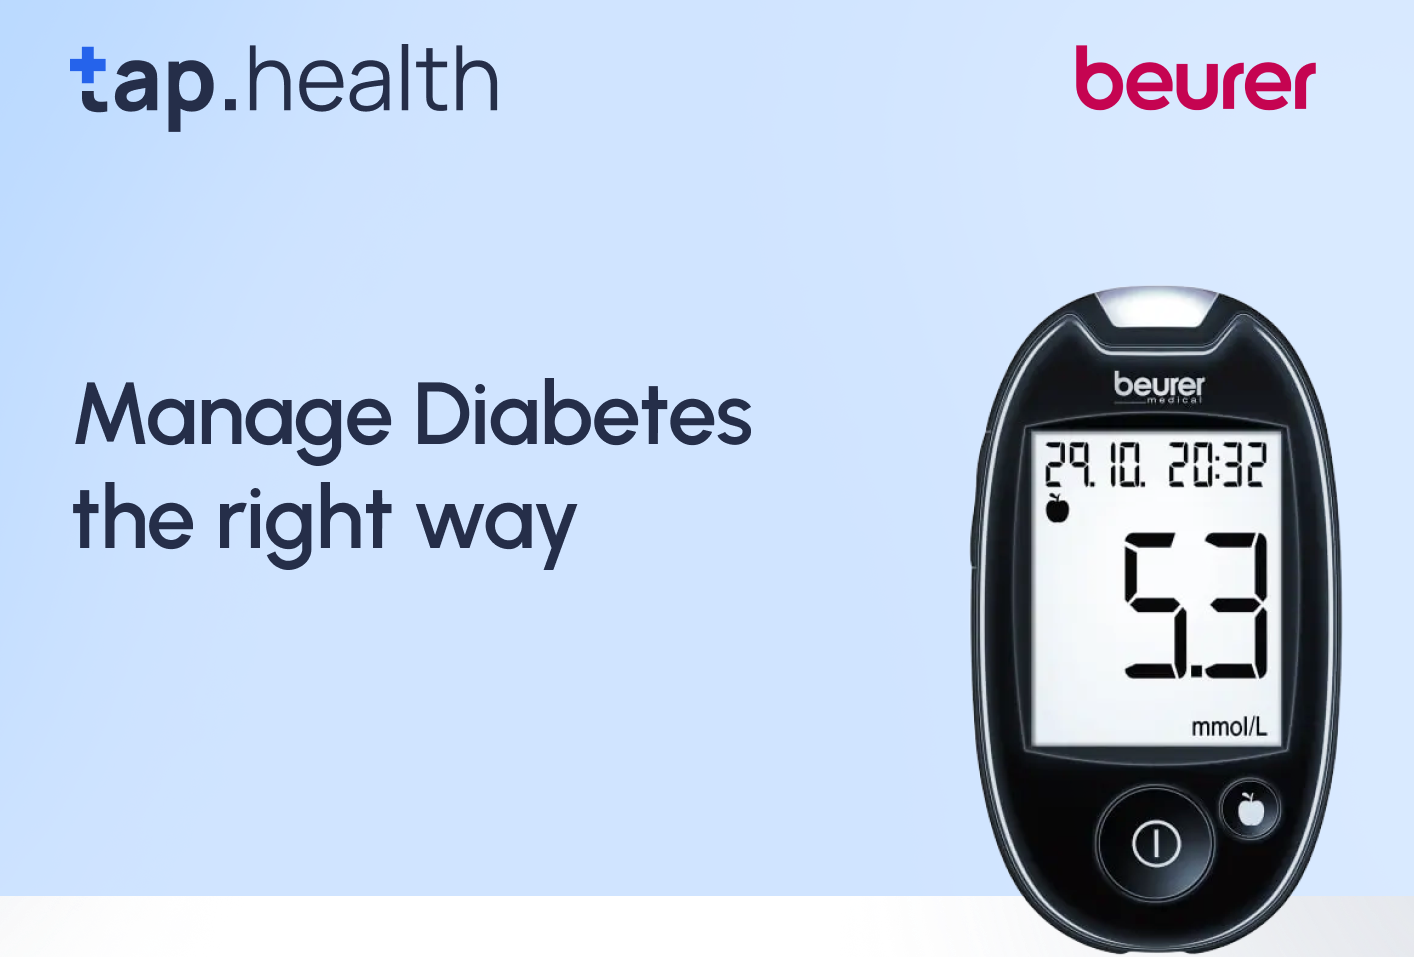 tap.health
beurer
Manage Diabetes
the right way
beurer
medical
29.10. 20:32
5.3
mmol/L